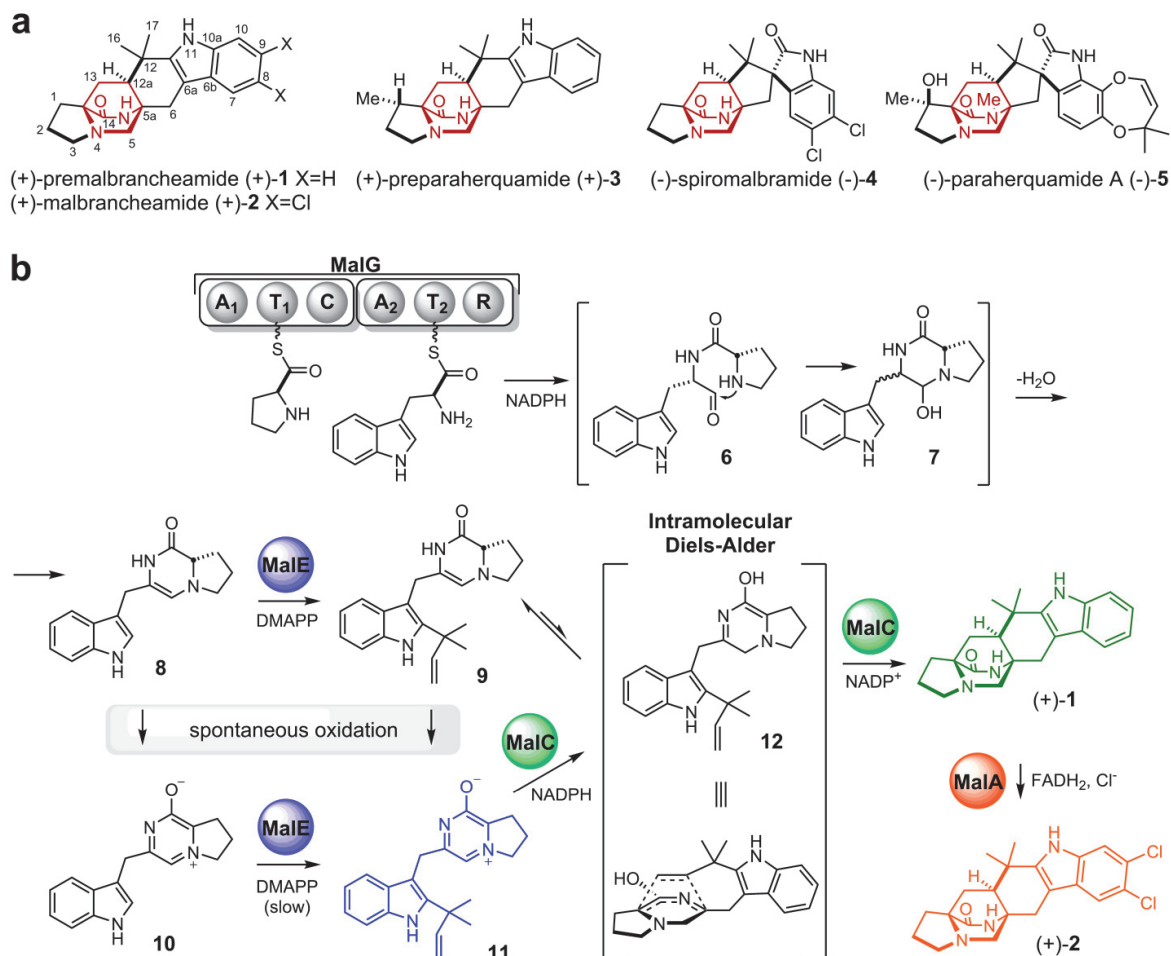 a
16
17
H
N
11
10
10a
9
X
12
13
H
12a
6b
8
X
6a
7
1
O
H
N
5a
6
14
2
N
4
5
3
(+)-premalbrancheamide (+)-1 X=H
(+)-malbrancheamide (+)-2 X=Cl
H
N
H
H
Me
O
H
N
N
(+)-preparaherquamide (+)-3
O
NH
H
O
H
N
N
Cl
Cl
(-)-spiromalbramide (-)-4
O
NH
O
OH
H
Me
O
Me
N
N
O
(-)-paraherquamide A (-)-5
b
MalG
A1 T1 C A2 T2 R
S
O
NH
S
O
NH2
N
H
NADPH
O
HN
HN
O
N
H
6
O
HN
N
OH
N
H
7
-H2O
O
HN
N
N
H
8
MalE
DMAPP
O
HN
N
N
H
9
spontaneous oxidation
O−
N
N
+
N
H
10
MalE
DMAPP
(slow)
O−
N
N
+
N
H
11
MalC
NADPH
Intramolecular
Diels-Alder
OH
N
N
N
H
12
H
N
HO
N
N
MalC
NADP+
H
N
H
O
H
N
N
(+)-1
MalA
FADH2, Cl-
H
N
Cl
Cl
H
O
H
N
N
(+)-2